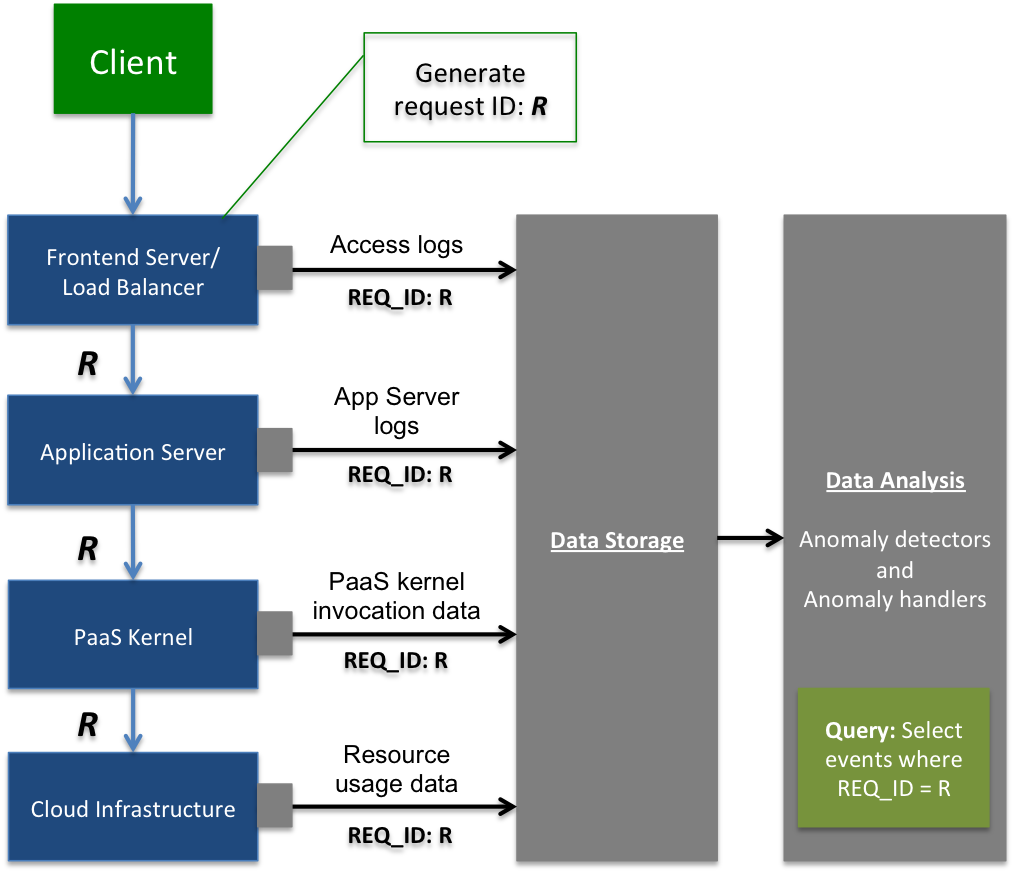 Client
Generate
request ID: R
Frontend Server/
Load Balancer
Access logs
REQ_ID: R
R
Application Server
App Server
logs
REQ_ID: R
R
PaaS Kernel
PaaS kernel
invocation data
REQ_ID: R
R
Cloud Infrastructure
Resource
usage data
REQ_ID: R
Data Storage
Data Analysis
Anomaly detectors
and
Anomaly handlers
Query: Select
events where
REQ_ID = R